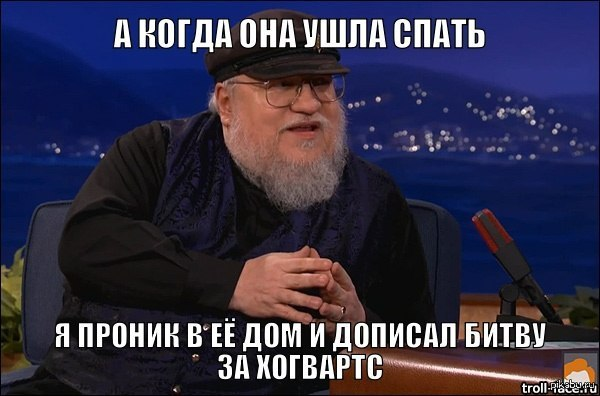 А КОГДА ОНА УШЛА СПАТЬ
Я ПРОНИК В ЕЁ ДОМ И ДОПИСАЛ БИТВУ
ЗА ХОГВАРТС
pikabu.ru
troll-face.ru